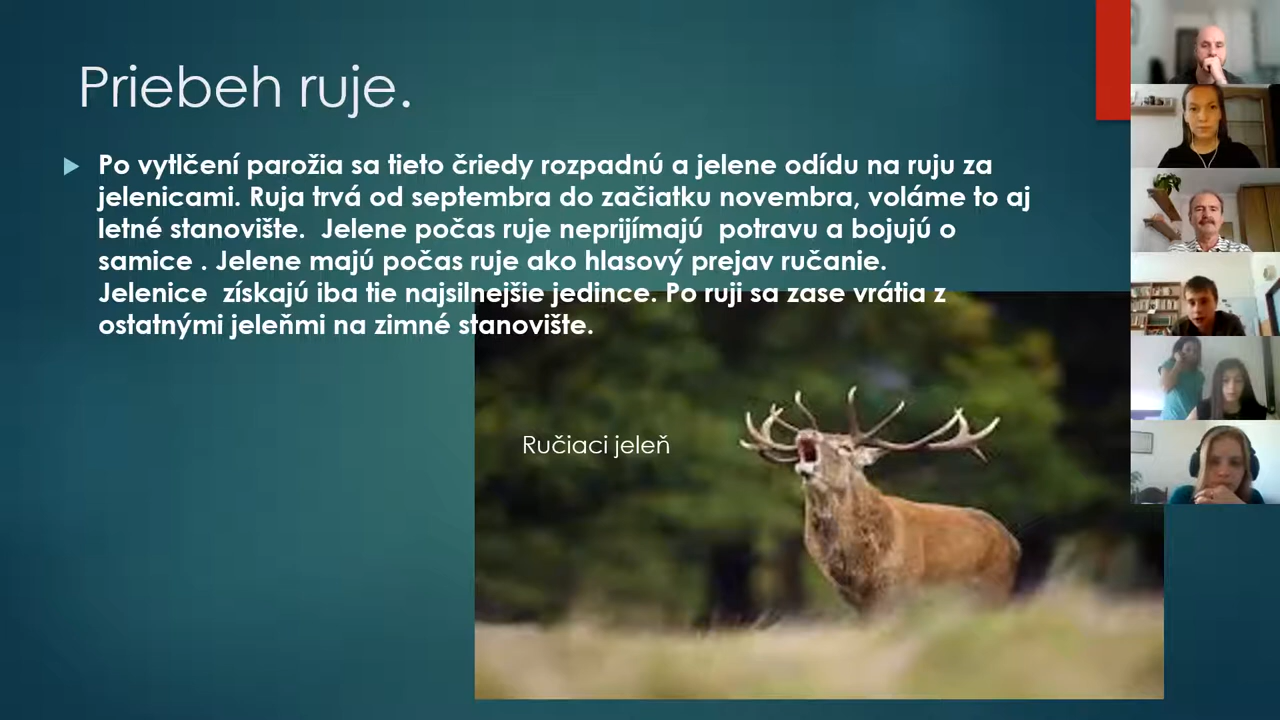 Priebeh ruje.
Po vytlčení parožia sa tieto čriedy rozpadnú a jelene odídu na ruju za
jelenicami. Ruja trvá od septembra do začiatku novembra, voláme to aj
letné stanovište.  Jelene počas ruje neprijímajú  potravu a bojujú o
samice . Jelene majú počas ruje ako hlasový prejav ručanie.
Jelenice  získajú iba tie najsilnejšie jedince. Po ruji sa zase vrátia z
ostatnými jeleňmi na zimné stanovište.
Ručiaci jeleň